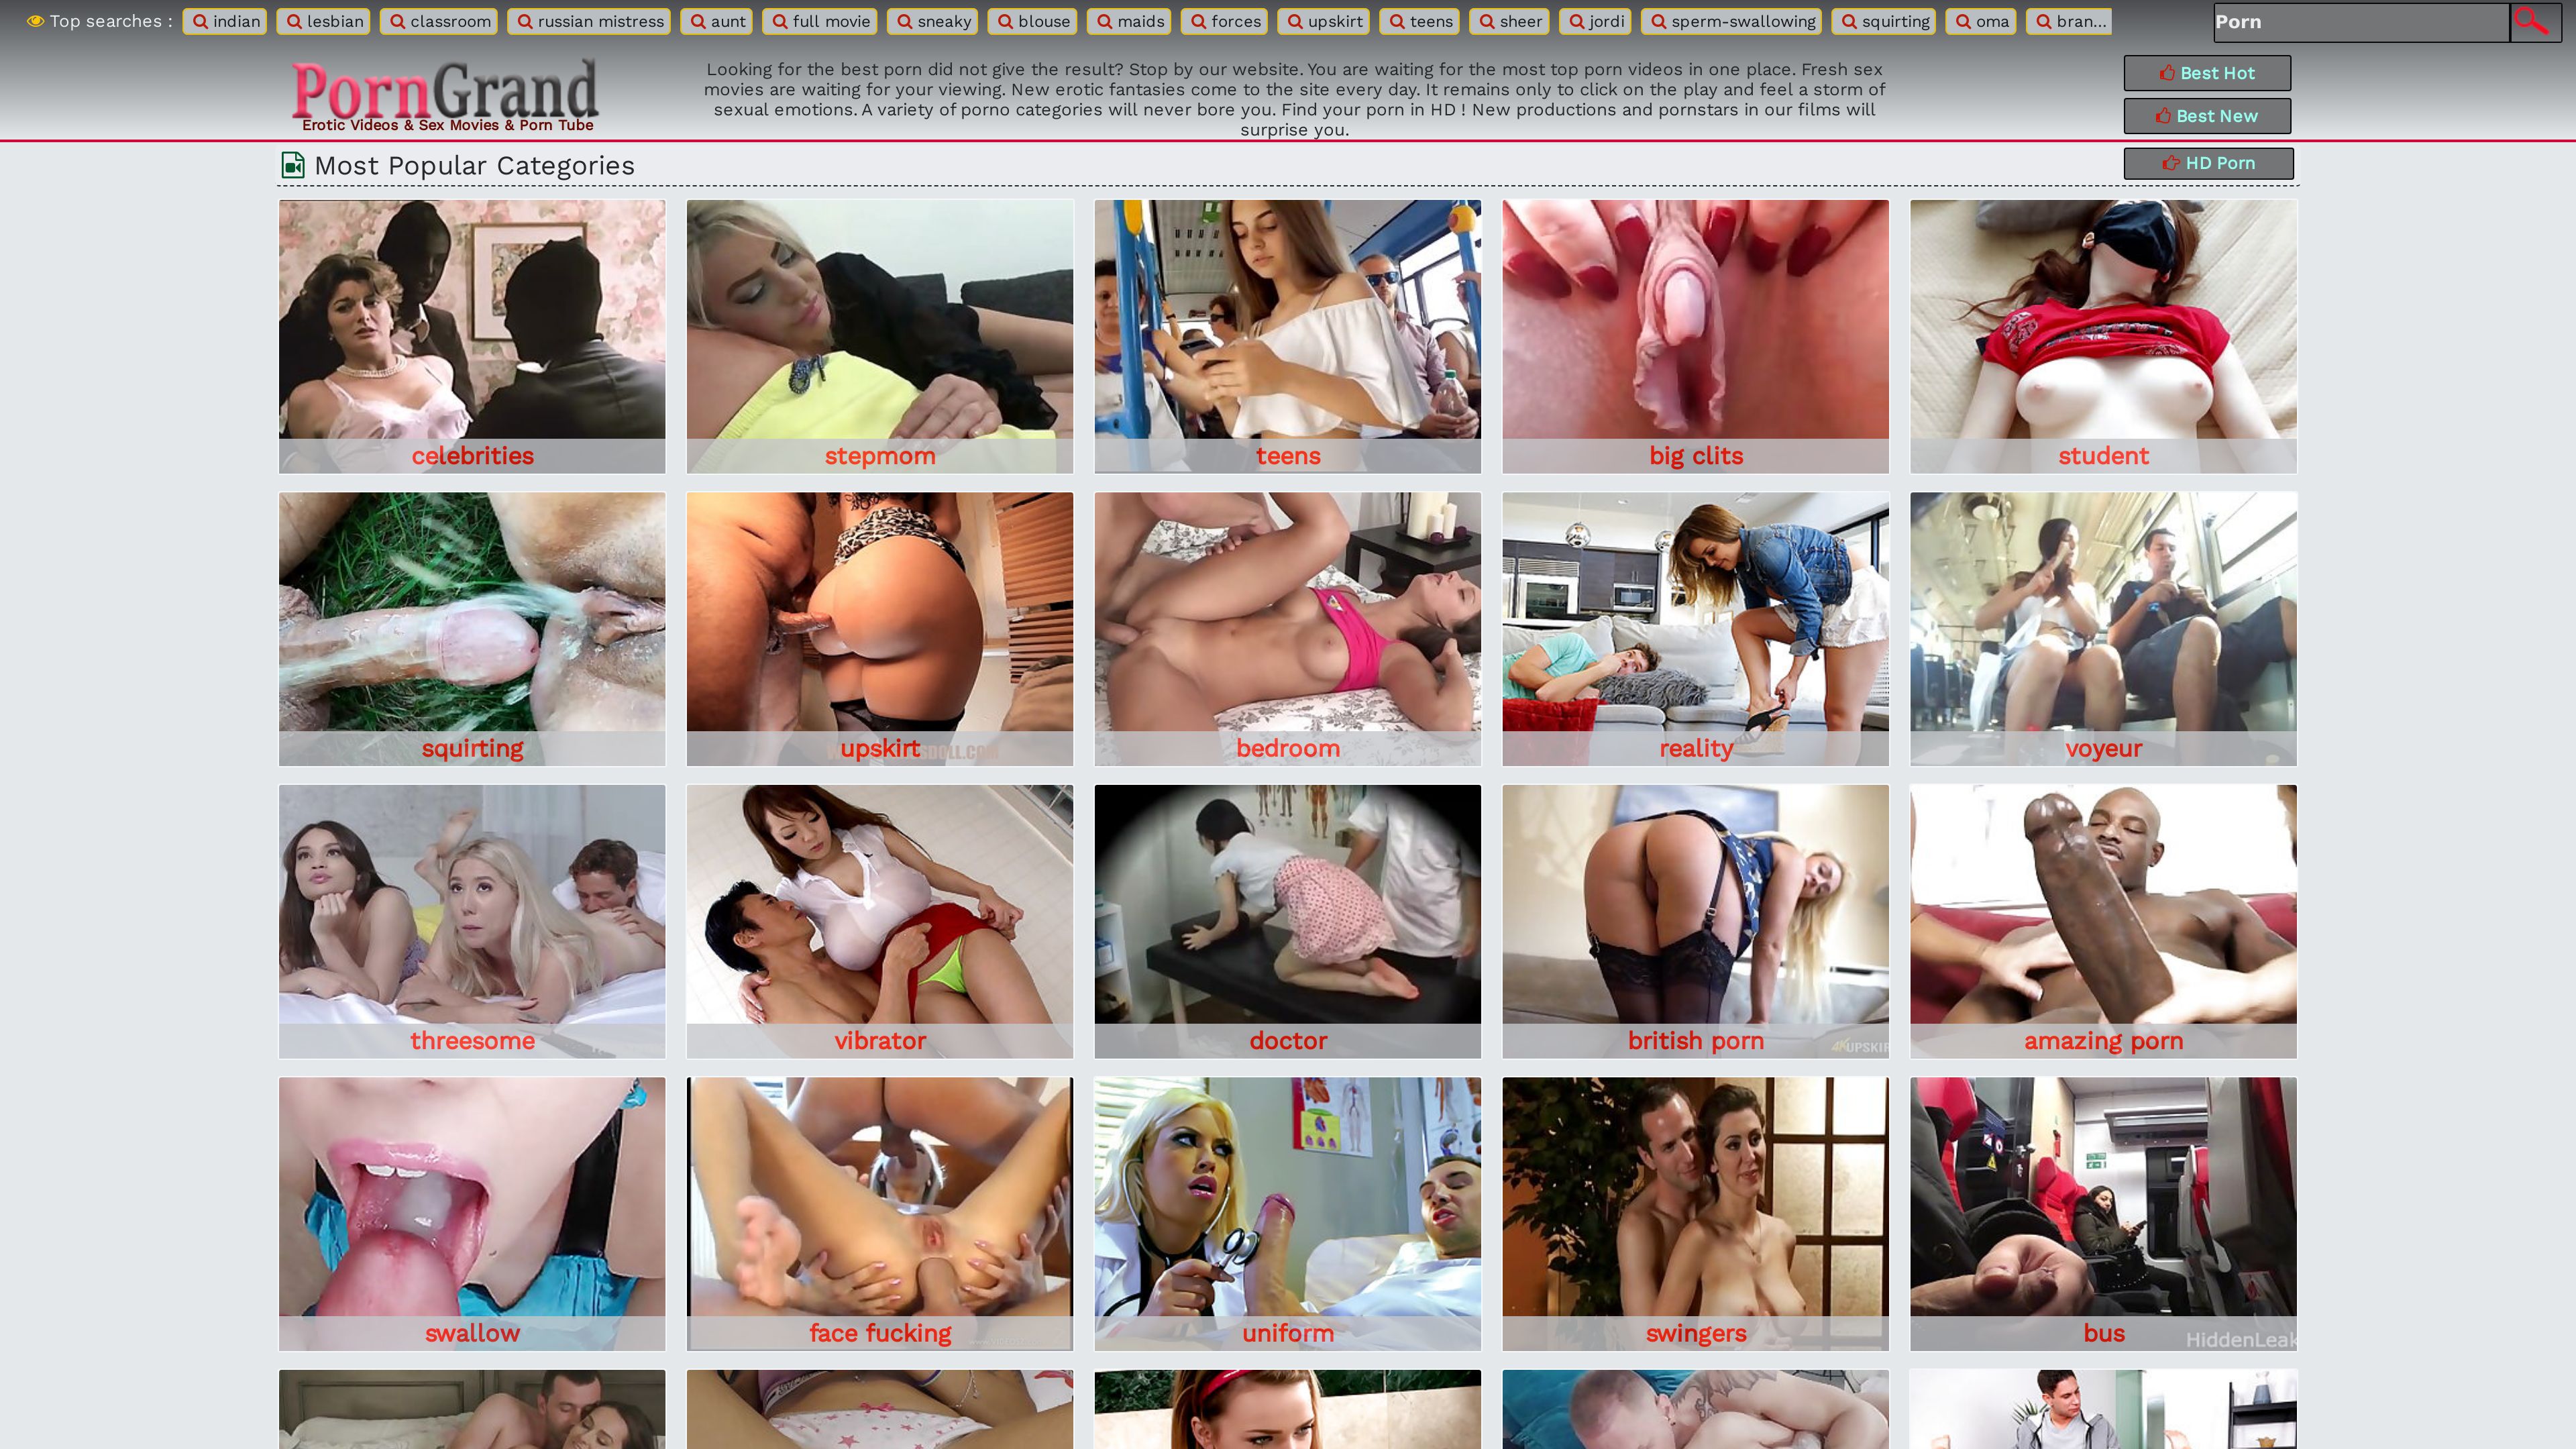 Top searches : indian lesbian classroom russian mistress aunt full movie sneaky blouse maids forces upskirt teens sheer jordi sperm-swallowing squirting oma bran...
Porn
PornGrand
Erotic Videos & Sex Movies & Porn Tube
Looking for the best porn did not give the result? Stop by our website. You are waiting for the most top porn videos in one place. Fresh sex
movies are waiting for your viewing. New erotic fantasies come to the site every day. It remains only to click on the play and feel a storm of
sexual emotions. A variety of porno categories will never bore you. Find your porn in HD ! New productions and pornstars in our films will
surprise you.
Best Hot
Best New
Most Popular Categories
HD Porn
celebrities
stepmom
teens
big clits
student
squirting
upskirt
bedroom
reality
voyeur
threesome
vibrator
doctor
british porn
amazing porn
swallow
face fucking
uniform
swingers
bus
HiddenLeak